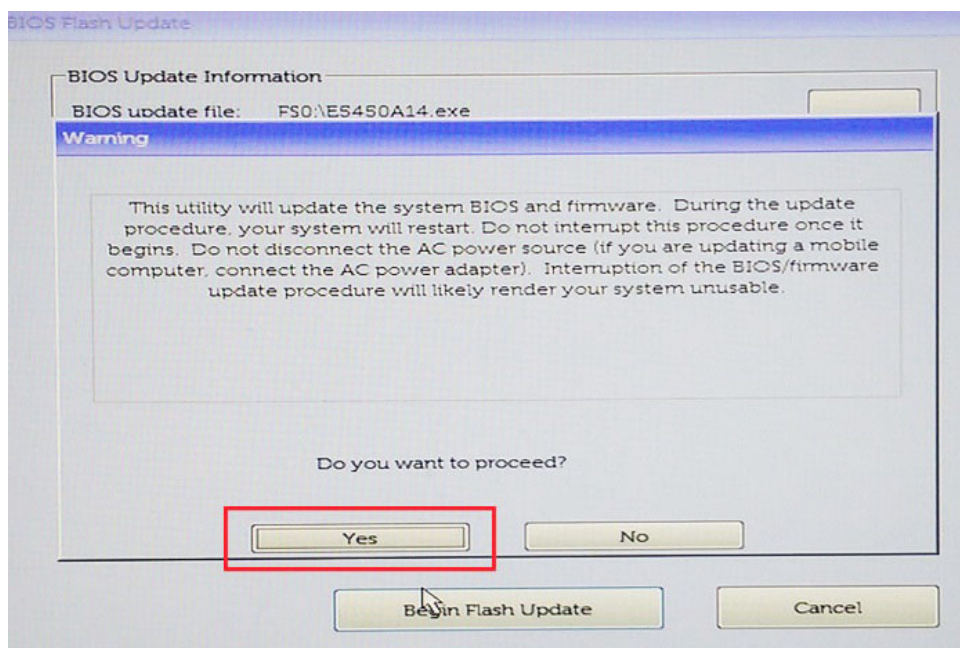 BIOS Flash Update
BIOS Update Information
BIOS update file: FS0:\E5450A14.exe
Warning
This utility will update the system BIOS and firmware. During the update
procedure, your system will restart. Do not interrupt this procedure once it
begins. Do not disconnect the AC power source (if you are updating a mobile
computer, connect the AC power adapter). Interruption of the BIOS/firmware
update procedure will likely render your system unusable.
Do you want to proceed?
Yes No
Begin Flash Update Cancel